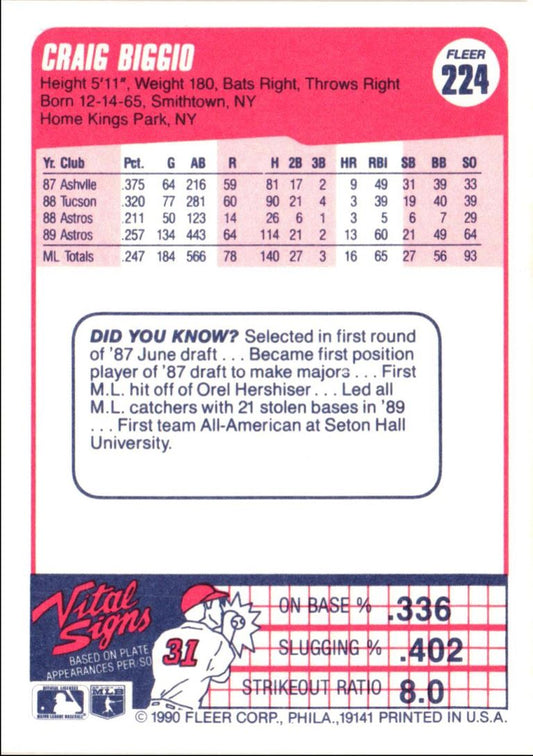 CRAIG BIGGIO
FLEER
224
Height 5'11", Weight 180, Bats Right, Throws Right
Born 12-14-65, Smithtown, NY
Home Kings Park, NY
Yr. Club Pct. G AB R H 2B 3B HR RBI SB BB SO
87 Ashvlle .375 64 216 59 81 17 2 9 49 31 39 33
88 Tucson .320 77 281 60 90 21 4 3 39 19 40 39
88 Astros .211 50 123 14 26 6 1 3 5 6 7 29
89 Astros .257 134 443 64 114 21 2 13 60 21 49 64
ML Totals .247 184 566 78 140 27 3 16 65 27 56 93
DID YOU KNOW? Selected in first round
of '87 June draft . . . Became first position
player of '87 draft to make majors . . . First
M.L. hit off of Orel Hershiser . . . Led all
M.L. catchers with 21 stolen bases in '89
. . . First team All-American at Seton Hall
University.
Vital
Signs
BASED ON PLATE
APPEARANCES PER/SO
31
ON BASE % .336
SLUGGING % .402
STRIKEOUT RATIO 8.0
MAJOR LEAGUE BASEBALL
© 1990 FLEER CORP., PHILA., 19141 PRINTED IN U.S.A.